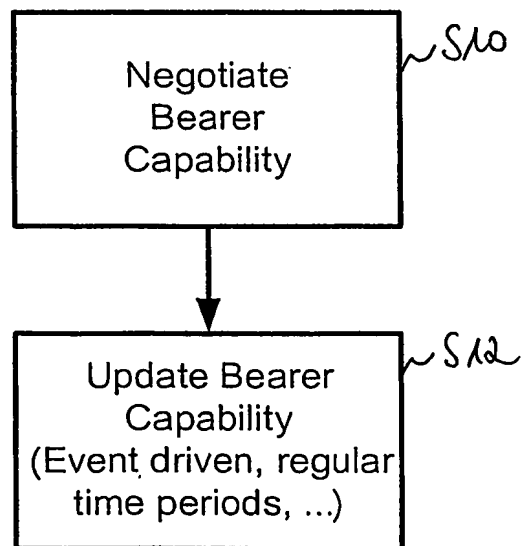 Negotiate
Bearer
Capability
S10
Update Bearer
Capability
(Event driven, regular
time periods, ...)
S12